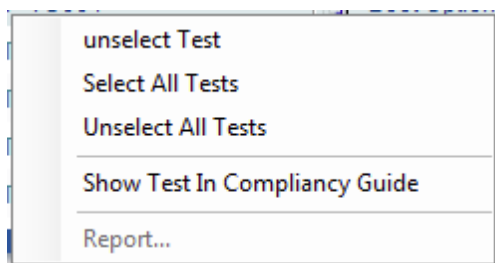 unselect Test
Select All Tests
Unselect All Tests
Show Test In Compliancy Guide
Report...